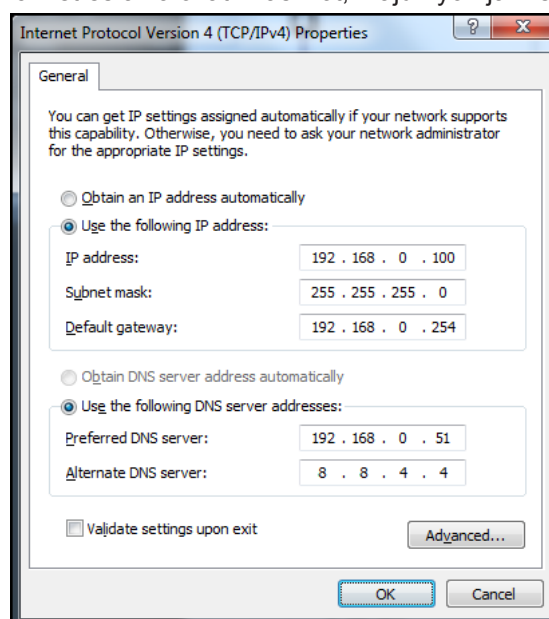 Internet Protocol Version 4 (TCP/IPv4) Properties
General
You can get IP settings assigned automatically if your network supports
this capability. Otherwise, you need to ask your network administrator
for the appropriate IP settings.
Obtain an IP address automatically
Use the following IP address:
IP address: 192 . 168 . 0 . 100
Subnet mask: 255 . 255 . 255 . 0
Default gateway: 192 . 168 . 0 . 254
Obtain DNS server address automatically
Use the following DNS server addresses:
Preferred DNS server: 192 . 168 . 0 . 51
Alternate DNS server: 8 . 8 . 4 . 4
Validate settings upon exit
Advanced...
OK Cancel